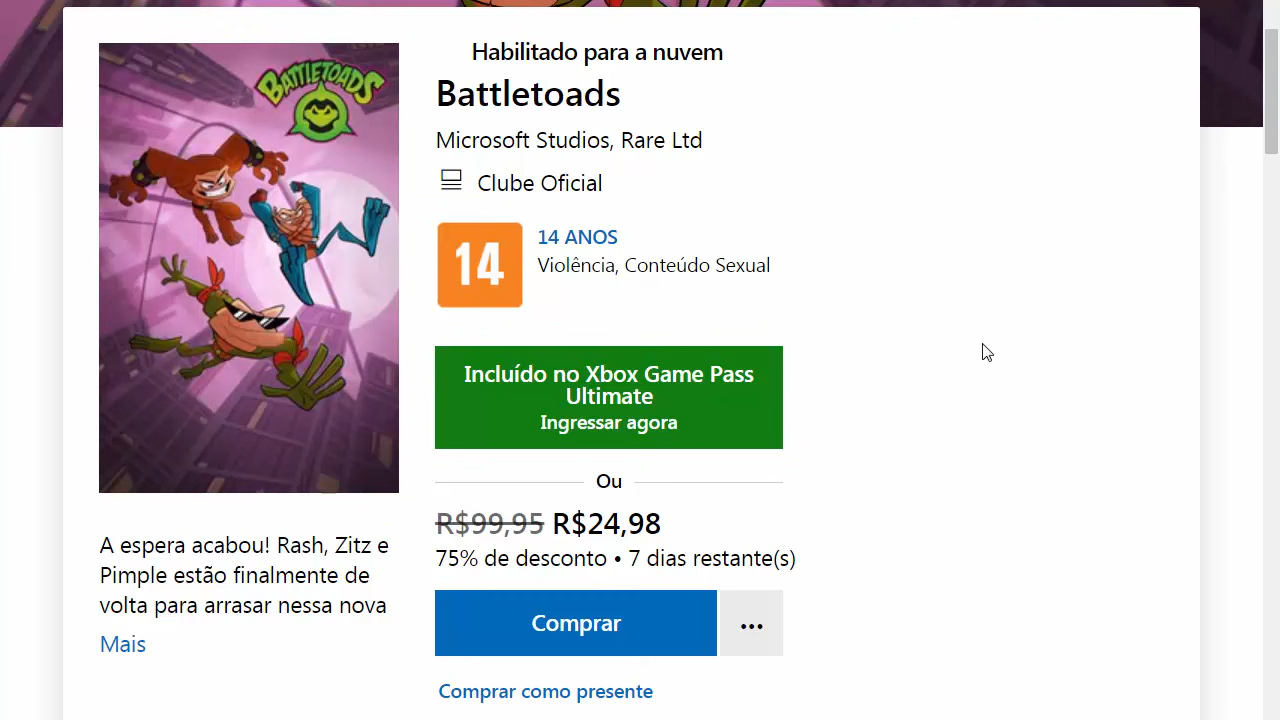 BATTLETOADS
Habilitado para a nuvem
Battletoads
Microsoft Studios, Rare Ltd
Clube Oficial
14
14 ANOS
Violência, Conteúdo Sexual
Incluído no Xbox Game Pass
Ultimate
Ingressar agora
Ou
R$99,95 R$24,98
75% de desconto • 7 dias restante(s)
A espera acabou! Rash, Zitz e
Pimple estão finalmente de
volta para arrasar nessa nova
Mais
Comprar
...
Comprar como presente